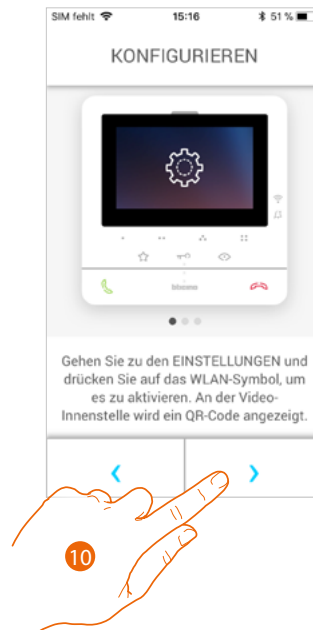 SIM fehlt 15:16 51 %
KONFIGURIEREN
bticino
Gehen Sie zu den EINSTELLUNGEN und
drücken Sie auf das WLAN-Symbol, um
es zu aktivieren. An der Video-
Innenstelle wird ein QR-Code angezeigt.
10